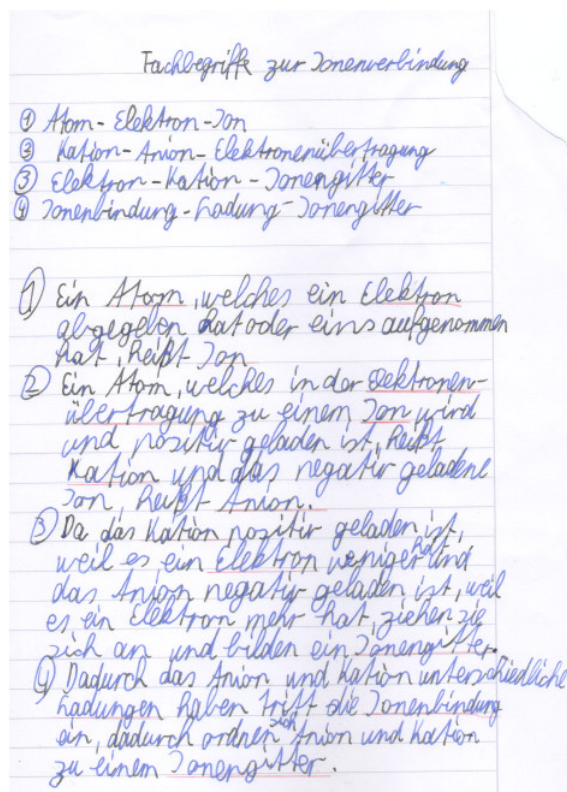 Fachbegriffe zur Ionenverbindung
① Atom-Elektron-Ion
② Kation-Anion-Elektronenübertragung
③ Elektron-Kation-Ionengitter
④ Ionenbindung-Ladung-Ionengitter
① Ein Atom, welches ein Elektron
abgegeben hat oder eins aufgenommen
hat, heißt Ion
② Ein Atom, welches in der Elektronen-
übertragung zu einem Ion wird
und positiv geladen ist, heißt
Kation und das negativ geladene
Ion, heißt Anion.
③ Da das Kation positiv geladen ist,
weil es ein Elektron weniger hat und
das Anion negativ geladen ist, weil
es ein Elektron mehr hat, ziehen sie
sich an und bilden ein Ionengitter.
④ Dadurch das Anion und Kation unterschiedliche
Ladungen haben tritt die Ionenbindung
ein, dadurch ordnen sich Anion und Kation
zu einem Ionengitter.